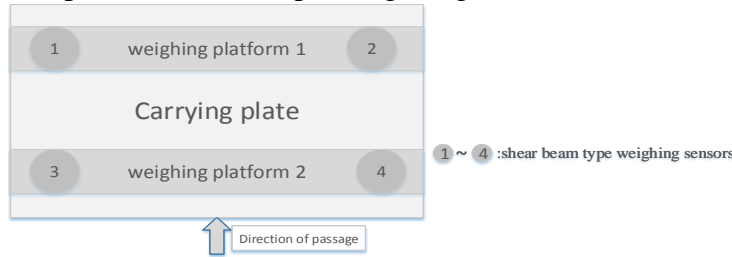 1 weighing platform 1 2
Carrying plate
1 ~ 4 :shear beam type weighing sensors
3 weighing platform 2 4
Direction of passage